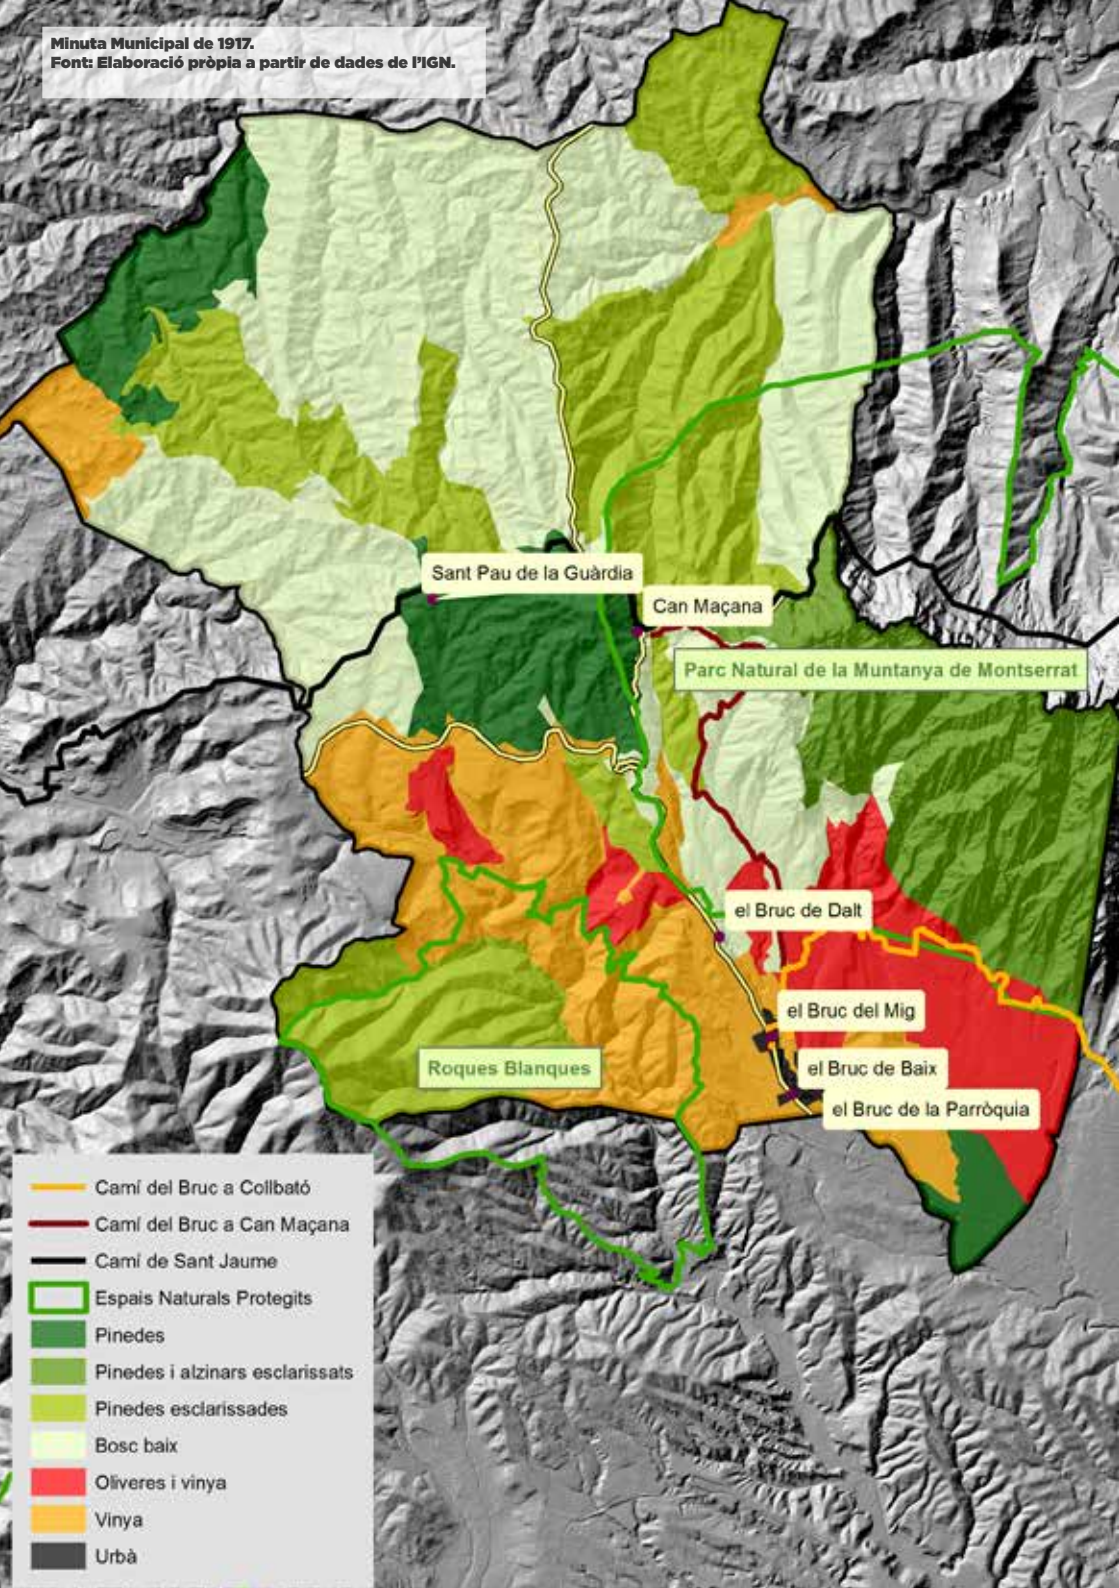 Minuta Municipal de 1917.
Font: Elaboració pròpia a partir de dades de l'IGN.
Sant Pau de la Guàrdia
Can Maçana
Parc Natural de la Muntanya de Montserrat
el Bruc de Dalt
el Bruc del Mig
Roques Blanques
el Bruc de Baix
el Bruc de la Parròquia
Camí del Bruc a Collbató
Camí del Bruc a Can Maçana
Camí de Sant Jaume
Espais Naturals Protegits
Pinedes
Pinedes i alzinars esclarissats
Pinedes esclarissades
Bosc baix
Oliveres i vinya
Vinya
Urbà